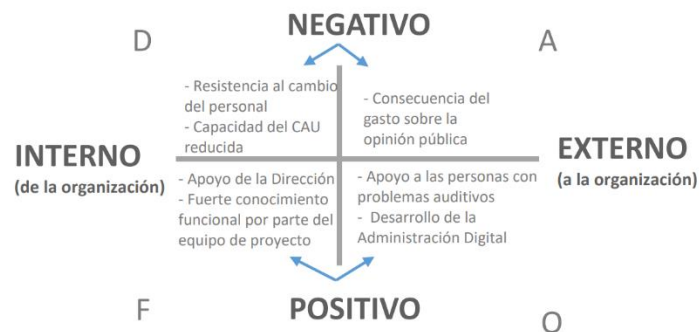 D
NEGATIVO
A
- Resistencia al cambio
del personal
- Capacidad del CAU
reducida
- Consecuencia del
gasto sobre la
opinión pública
INTERNO
(de la organización)
EXTERNO
(a la organización)
- Apoyo de la Dirección
- Fuerte conocimiento
funcional por parte del
equipo de proyecto
- Apoyo a las personas con
problemas auditivos
- Desarrollo de la
Administración Digital
F
POSITIVO
O